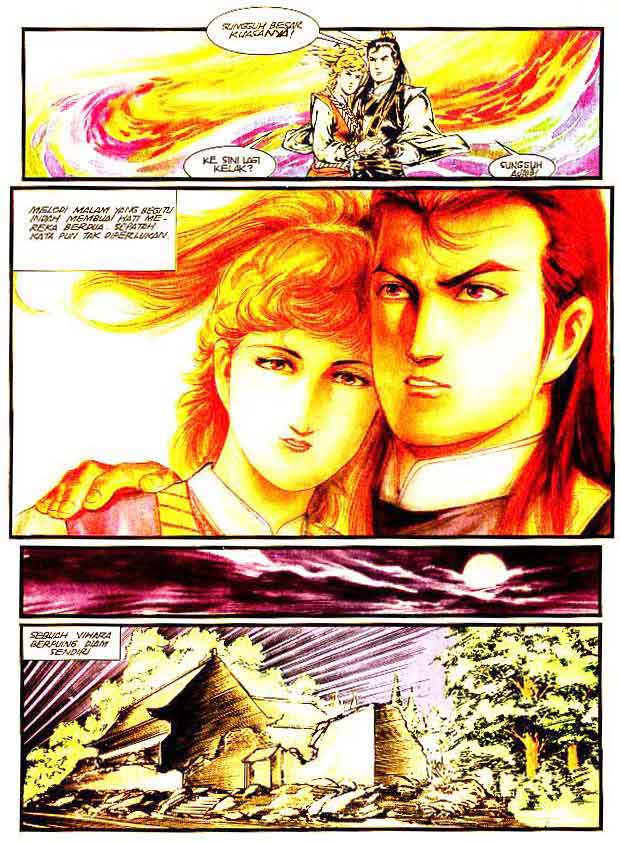 SUNGGUH BESAR
KUASANYA!
KE SINI LAGI
KELAK?
SUNGGUH
AJAIB!
MELODI MALAM YANG BEGITU
INDAH MEMBUAI HATI ME-
REKA BERDUA. SEPATAH
KATA PUN TAK DIPERLUKAN.
SEBUAH VIHARA
BERPUING DIAM
SENDIRI